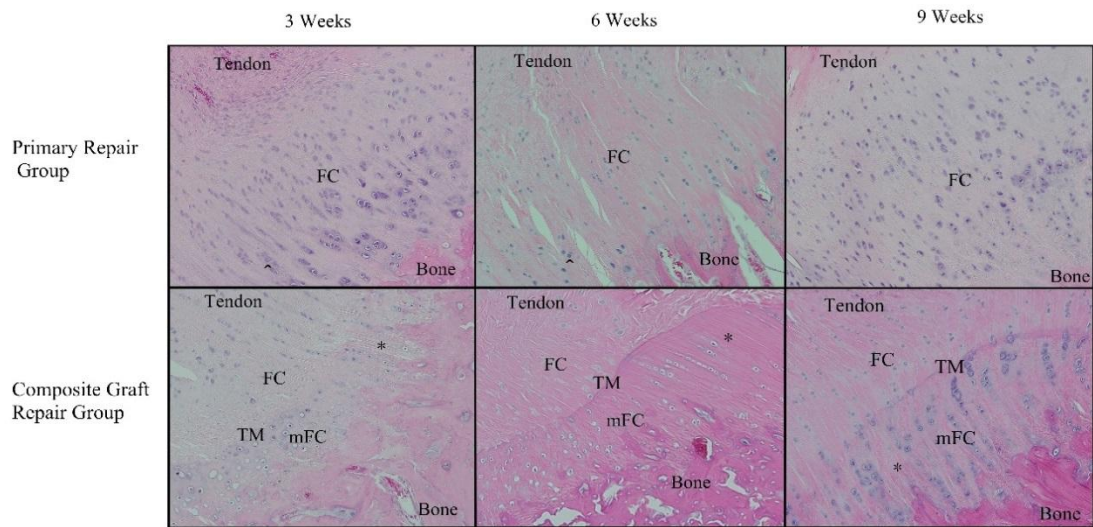 3 Weeks
6 Weeks
9 Weeks
Primary Repair
Group
Tendon
FC
^
Bone
Tendon
FC
^
Bone
Tendon
FC
Bone
Composite Graft
Repair Group
Tendon
*
FC
TM
mFC
Bone
Tendon
*
FC
TM
mFC
Bone
Tendon
FC
TM
mFC
*
Bone